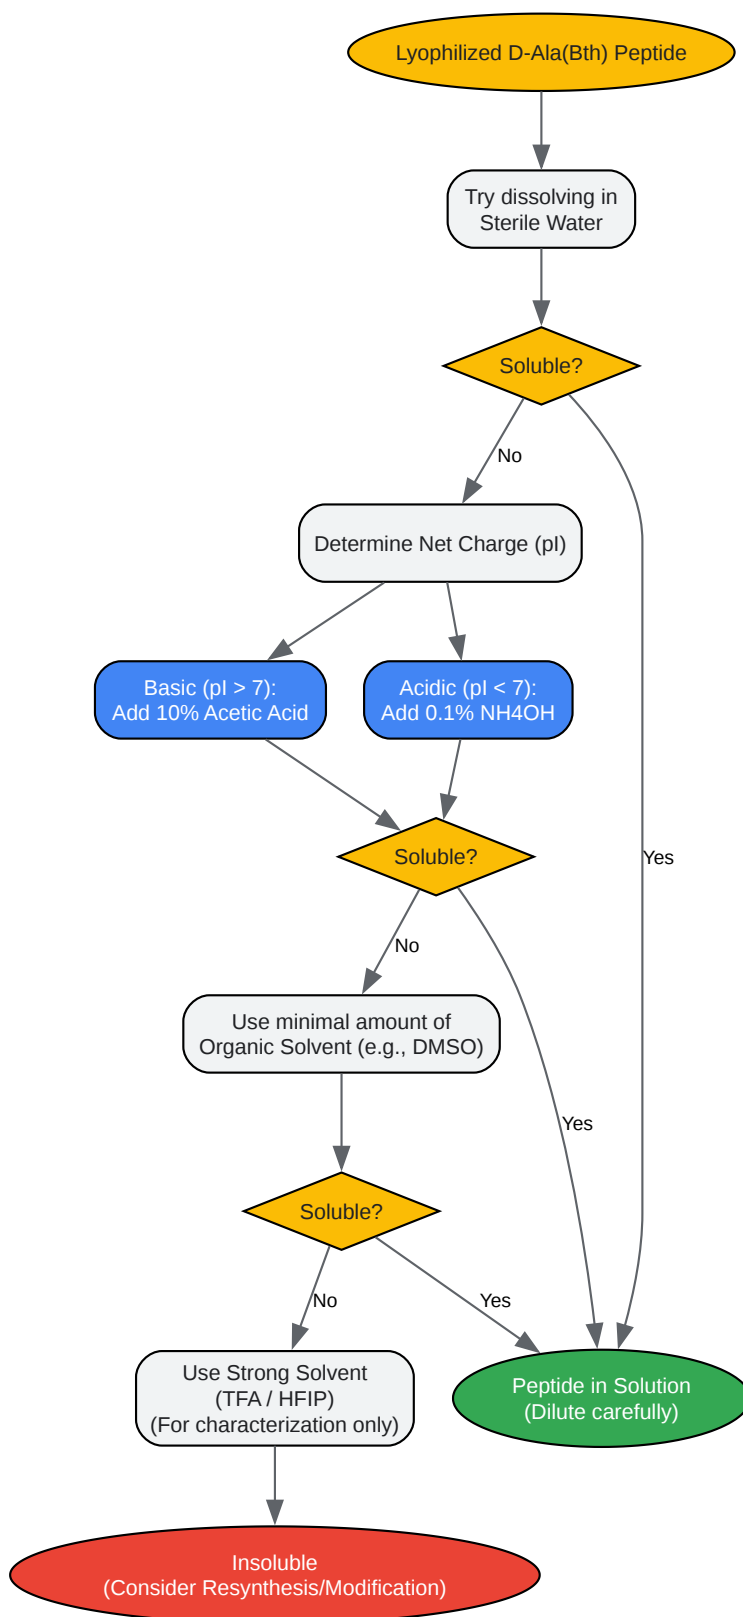 Lyophilized D-Ala(Bth) Peptide
Try dissolving in
Sterile Water
Soluble?
No
Determine Net Charge (pI)
Basic (pI > 7):
Add 10% Acetic Acid
Acidic (pI < 7):
Add 0.1% NH4OH
Soluble?
Yes
No
Use minimal amount of
Organic Solvent (e.g., DMSO)
Yes
Soluble?
No
Yes
Use Strong Solvent
(TFA / HFIP)
(For characterization only)
Peptide in Solution
(Dilute carefully)
Insoluble
(Consider Resynthesis/Modification)